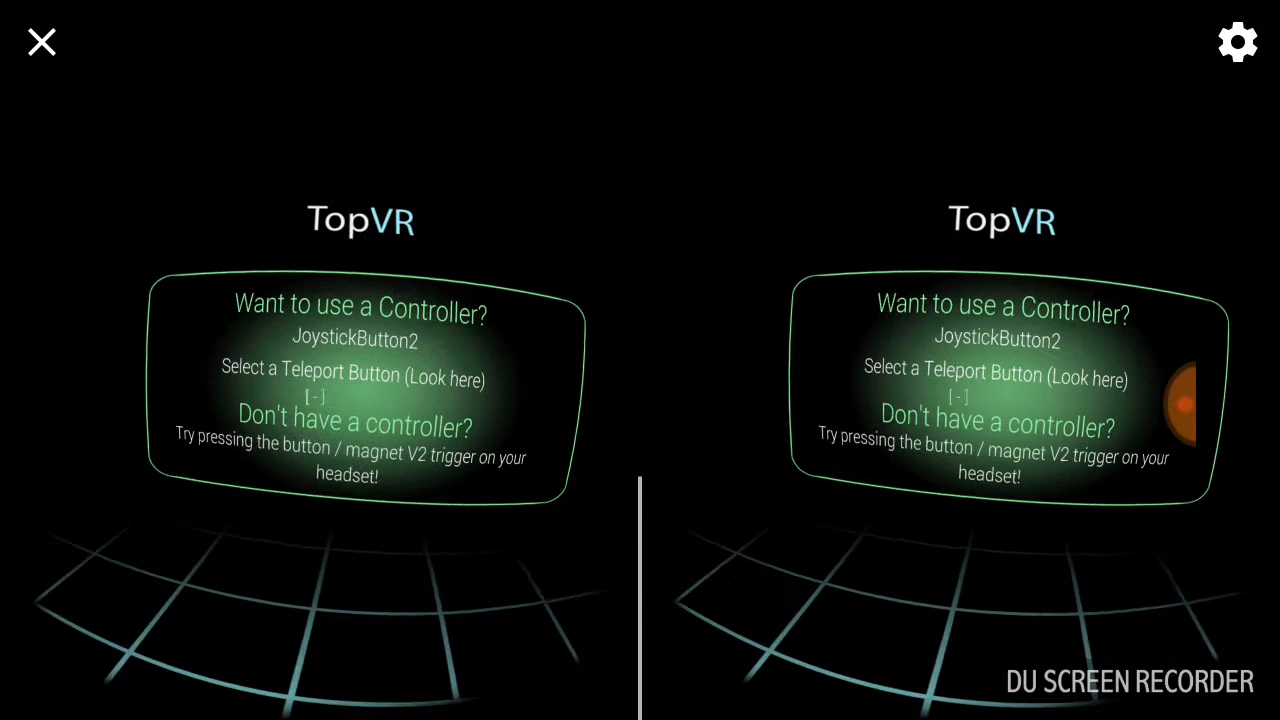 TopVR
Want to use a Controller?
JoystickButton2
Select a Teleport Button (Look here)
[-]
Don't have a controller?
Try pressing the button / magnet V2 trigger on your
headset!
TopVR
Want to use a Controller?
JoystickButton2
Select a Teleport Button (Look here)
[-]
Don't have a controller?
Try pressing the button / magnet V2 trigger on your
headset!
DU SCREEN RECORDER